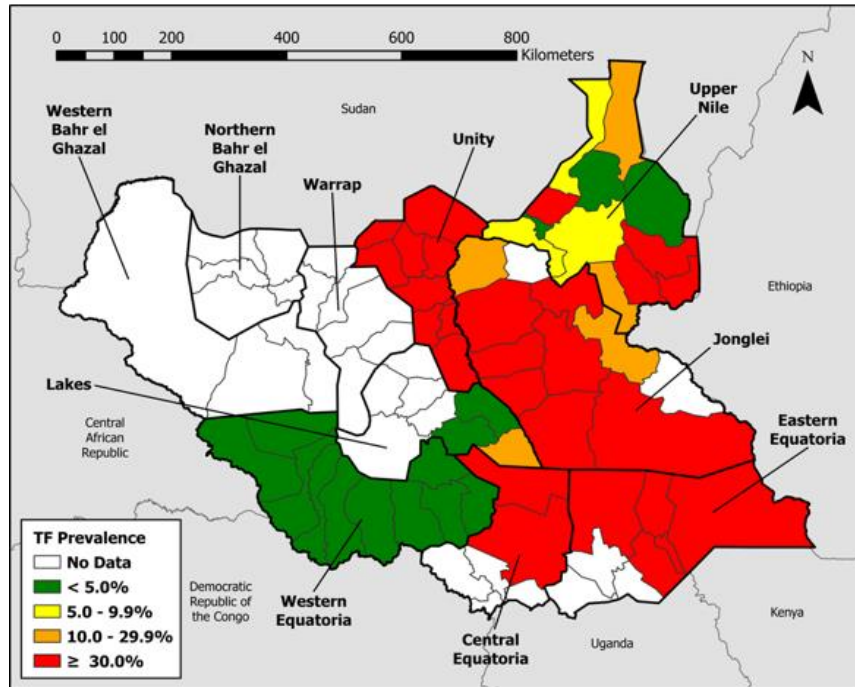 0 200 400 600 800
Kilometers
N
Sudan
Upper
Nile
Western
Bahr el
Ghazal
Northern
Bahr el
Ghazal
Unity
Warrap
Ethiopia
Jonglei
Lakes
Eastern
Equatoria
Central
African
Republic
TF Prevalence
No Data
< 5.0%
5.0 - 9.9%
10.0 - 29.9%
≥ 30.0%
Democratic
Republic of
the Congo
Western
Equatoria
Central
Equatoria
Uganda
Kenya